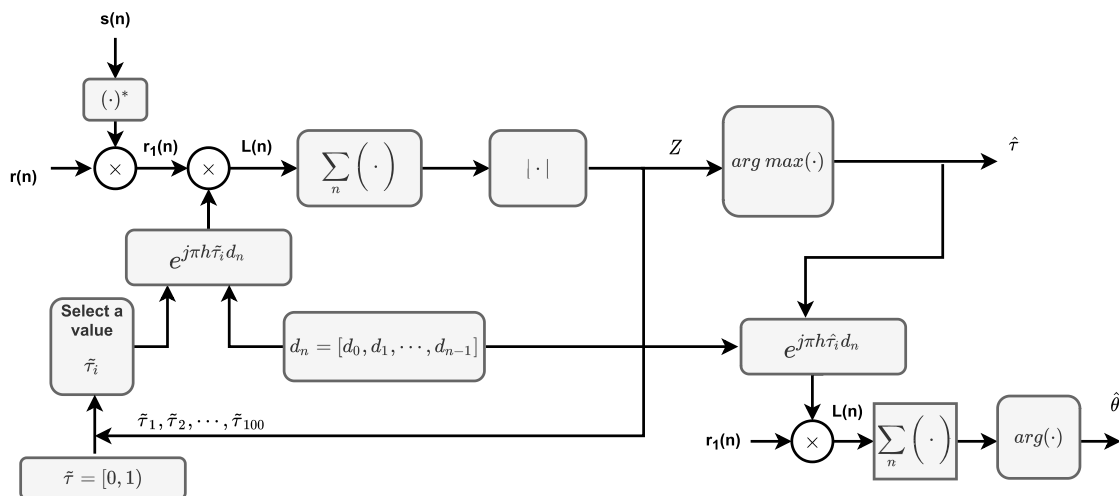 s(n)
(·)*
r(n)
×
r₁(n)
×
L(n)
∑ₙ(·)
|·|
Z
arg max(·)
τ̂
e^{jπhτ̃ᵢdₙ}
Select a
value
τ̃ᵢ
dₙ = [d₀, d₁, ⋯, dₙ₋₁]
e^{jπhτ̂ᵢdₙ}
τ̃₁, τ̃₂, ⋯, τ̃₁₀₀
τ̃ = [0, 1)
r₁(n)
×
L(n)
∑ₙ(·)
arg(·)
θ̂